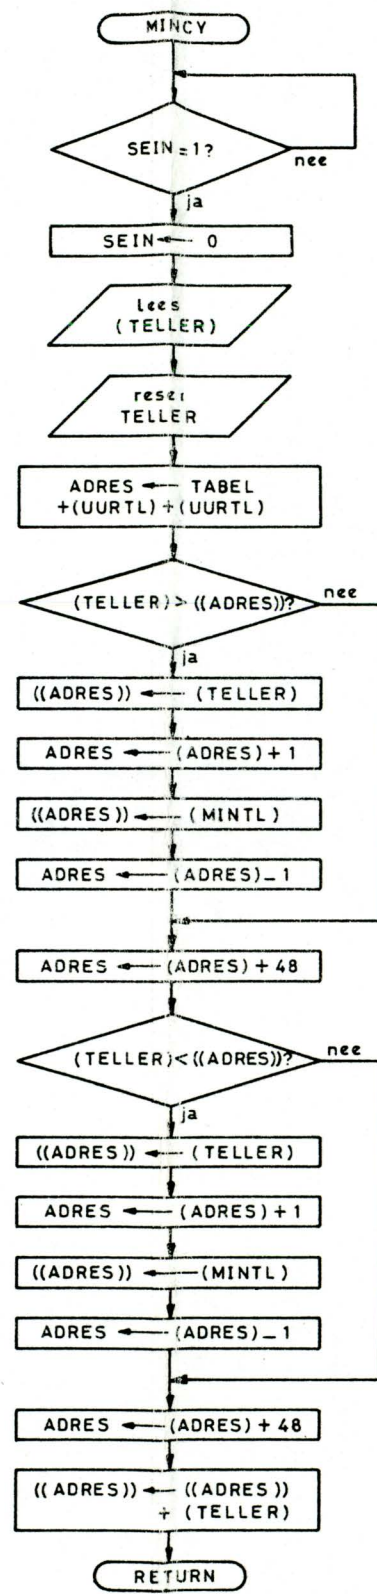 MINCY
SEIN = 1?
nee
ja
SEIN ← 0
lees
(TELLER)
reset
TELLER
ADRES ← TABEL
+(UURTL) + (UURTL)
(TELLER) > ((ADRES))?
nee
ja
((ADRES)) ← (TELLER)
ADRES ← (ADRES) + 1
((ADRES)) ← (MINTL)
ADRES ← (ADRES) – 1
ADRES ← (ADRES) + 48
(TELLER) < ((ADRES))?
nee
ja
((ADRES)) ← (TELLER)
ADRES ← (ADRES) + 1
((ADRES)) ← (MINTL)
ADRES ← (ADRES) – 1
ADRES ← (ADRES) + 48
((ADRES)) ← ((ADRES))
+ (TELLER)
RETURN